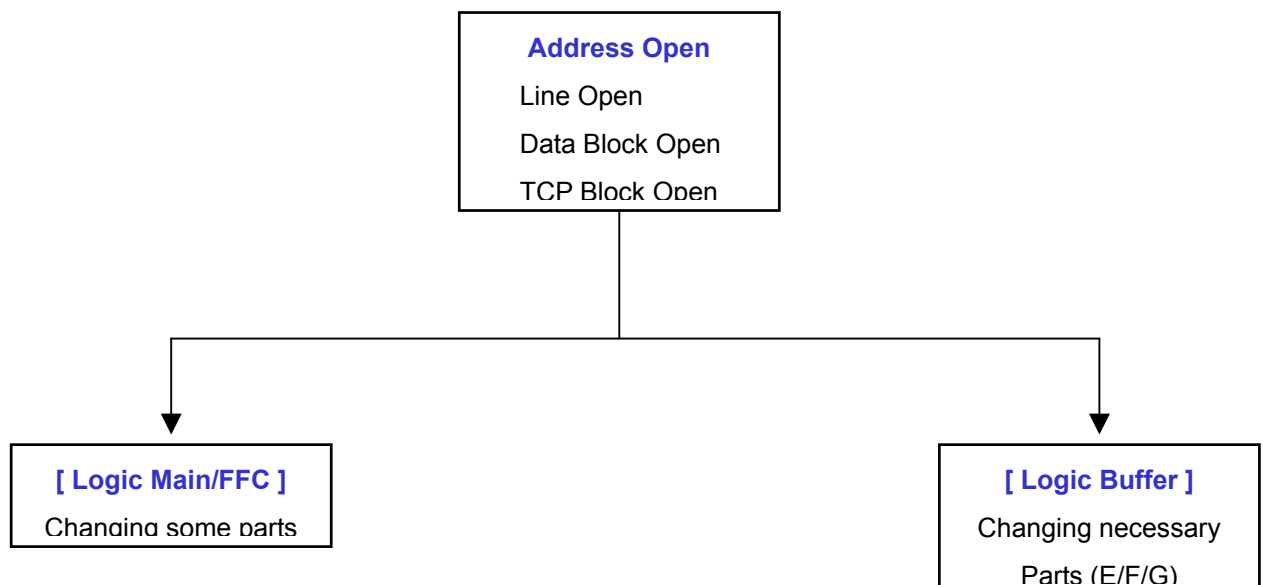 Address Open
Line Open
Data Block Open
TCP Block Open
[ Logic Main/FFC ]
Changing some parts
[ Logic Buffer ]
Changing necessary
Parts (E/F/G)